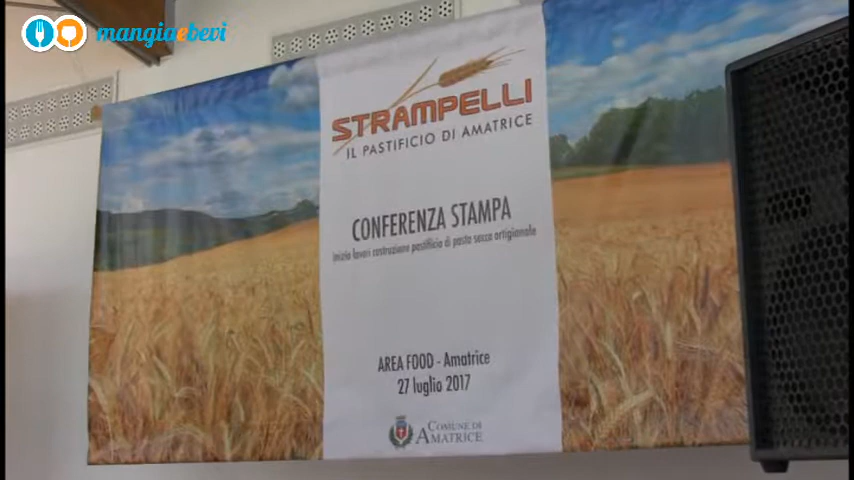 mangiaebevi
STRAMPELLI
IL PASTIFICIO DI AMATRICE
CONFERENZA STAMPA
inizio lavori costruzione pastificio di pasta secca artigianale
AREA FOOD - Amatrice
27 luglio 2017
COMUNE DI
AMATRICE